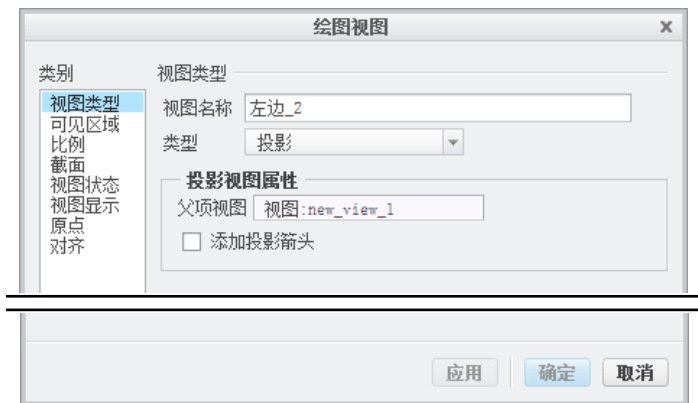 绘图视图
类别
视图类型
可见区域
比例
截面
视图状态
视图显示
原点
对齐
视图类型
视图名称 左边_2
类型 投影
投影视图属性
父项视图 视图:new_view_1
添加投影箭头
应用 确定 取消